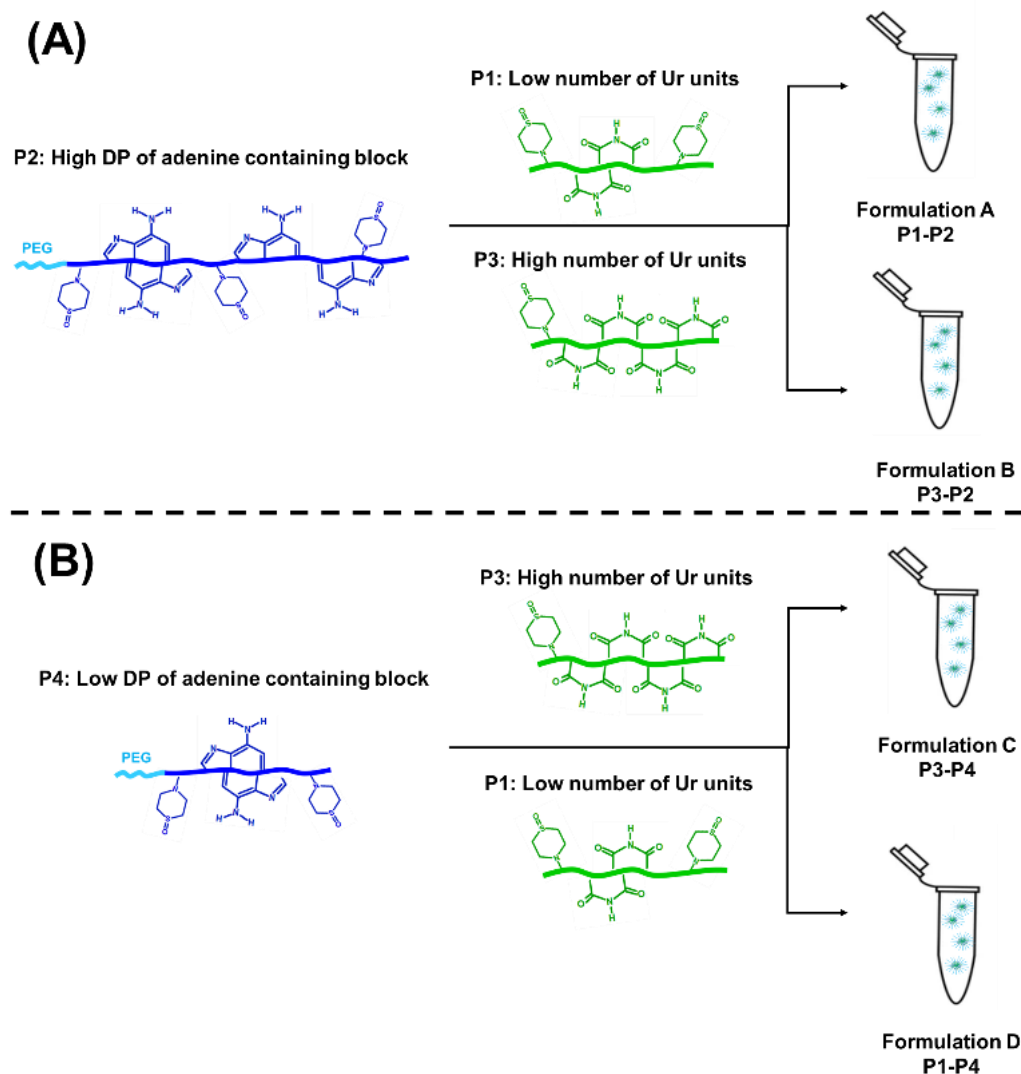 (A)
P1: Low number of Ur units
P2: High DP of adenine containing block
PEG
P3: High number of Ur units
Formulation A
P1-P2
Formulation B
P3-P2
(B)
P3: High number of Ur units
P4: Low DP of adenine containing block
PEG
P1: Low number of Ur units
Formulation C
P3-P4
Formulation D
P1-P4